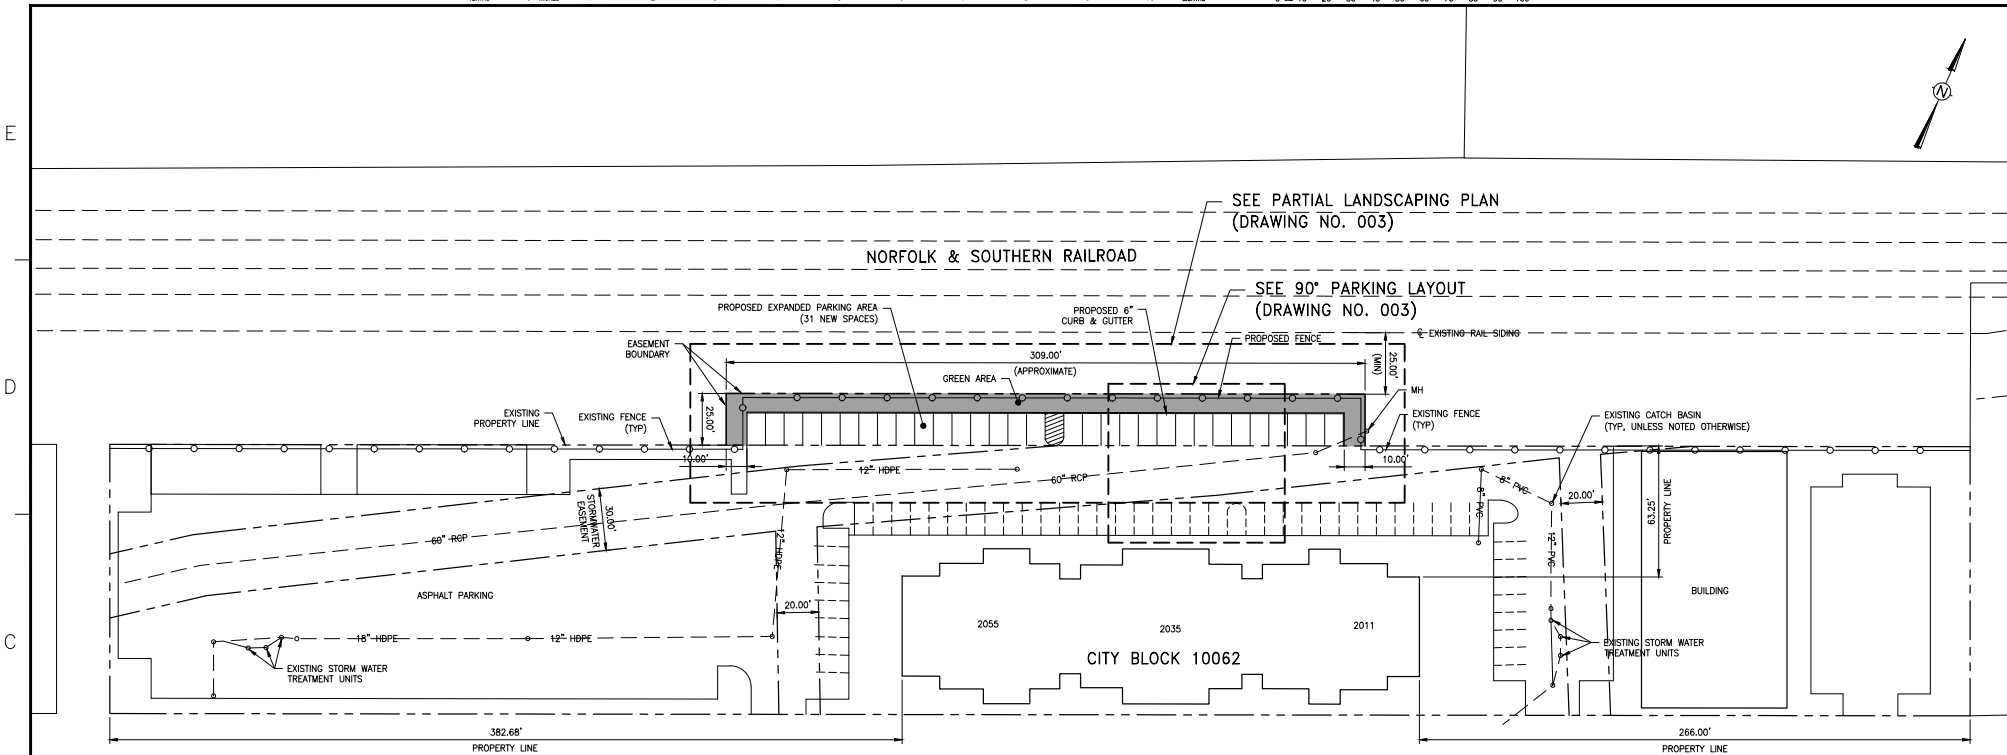 N
E
SEE PARTIAL LANDSCAPING PLAN
(DRAWING NO. 003)
NORFOLK & SOUTHERN RAILROAD
SEE 90° PARKING LAYOUT
(DRAWING NO. 003)
PROPOSED EXPANDED PARKING AREA
(31 NEW SPACES)
PROPOSED 6"
CURB & GUTTER
℄ EXISTING RAIL SIDING
PROPOSED FENCE
EASEMENT
BOUNDARY
309.00'
(APPROXIMATE)
25.00'
(MIN)
GREEN AREA
MH
D
25.00'
EXISTING
PROPERTY LINE
EXISTING FENCE
(TYP)
EXISTING FENCE
(TYP)
EXISTING CATCH BASIN
(TYP, UNLESS NOTED OTHERWISE)
10.00'
12" HDPE
60" RCP
10.00'
8" PVC
8" PVC
20.00'
63.25'
PROPERTY LINE
30.00'
STORMWATER
EASEMENT
60" RCP
12" HDPE
12" PVC
ASPHALT PARKING
20.00'
BUILDING
2055
2035
2011
C
18" HDPE
12" HDPE
EXISTING STORM WATER
TREATMENT UNITS
CITY BLOCK 10062
EXISTING STORM WATER
TREATMENT UNITS
382.68'
PROPERTY LINE
266.00'
PROPERTY LINE